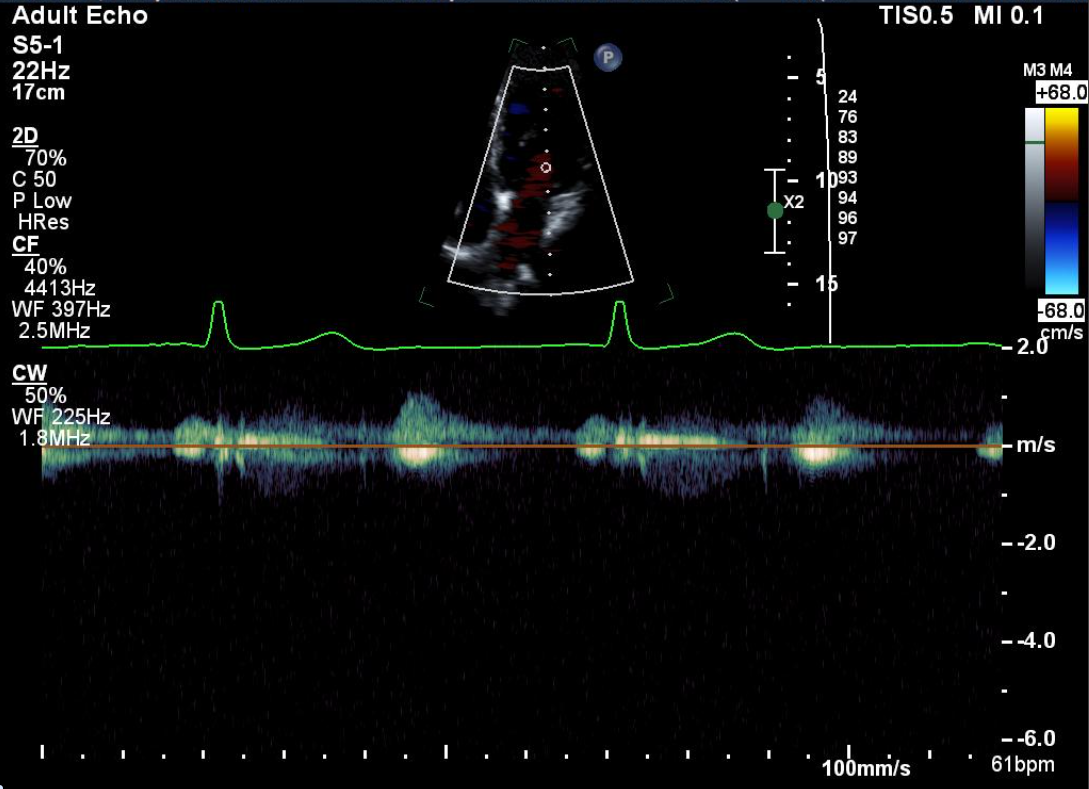 Adult Echo
TIS0.5 MI 0.1
S5-1
22Hz
17cm
2D
70%
C 50
P Low
HRes
CF
40%
4413Hz
WF 397Hz
2.5MHz
CW
50%
WF 225Hz
1.8MHz
P
5
10
15
X2
24
76
83
89
93
94
96
97
M3 M4
+68.0
-68.0
cm/s
2.0
m/s
-2.0
-4.0
-6.0
100mm/s
61bpm